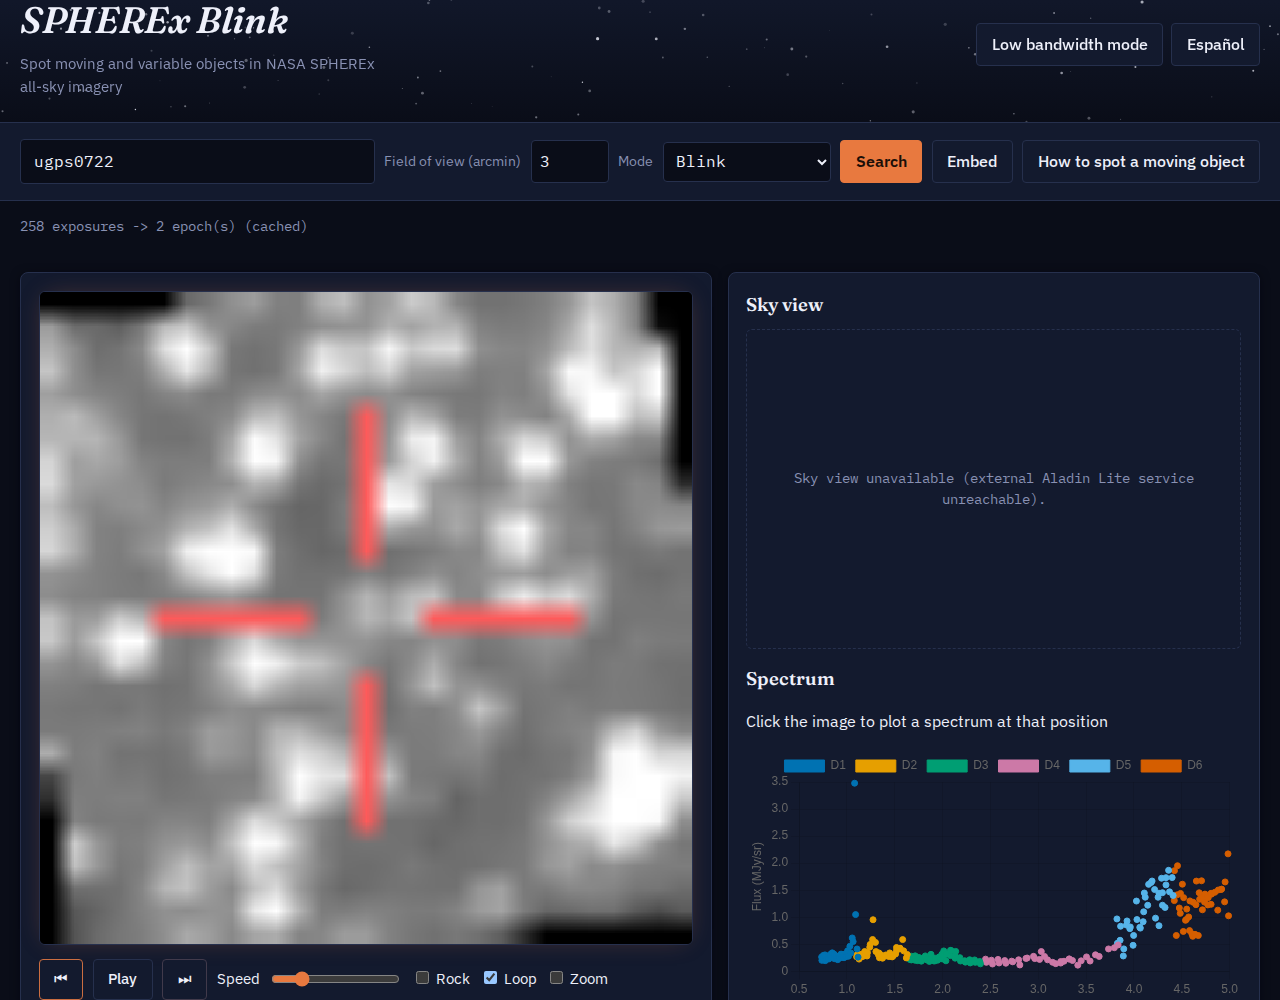 SPHEREx Blink
Spot moving and variable objects in NASA SPHEREx
all-sky imagery
Low bandwidth mode
Español
ugps0722
Field of view (arcmin)
3
Mode
Blink
Search
Embed
How to spot a moving object
258 exposures -> 2 epoch(s) (cached)
Sky view
Sky view unavailable (external Aladin Lite service
unreachable).
Spectrum
Click the image to plot a spectrum at that position
D1 D2 D3 D4 D5 D6
3.5
3.0
2.5
2.0
1.5
1.0
0.5
0
Flux (MJy/sr)
0.5 1.0 1.5 2.0 2.5 3.0 3.5 4.0 4.5 5.0
Play
Speed
Rock
Loop
Zoom